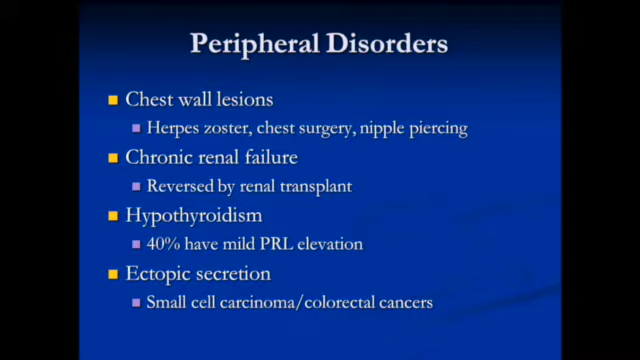 Peripheral Disorders
Chest wall lesions
Herpes zoster, chest surgery, nipple piercing
Chronic renal failure
Reversed by renal transplant
Hypothyroidism
40% have mild PRL elevation
Ectopic secretion
Small cell carcinoma/colorectal cancers